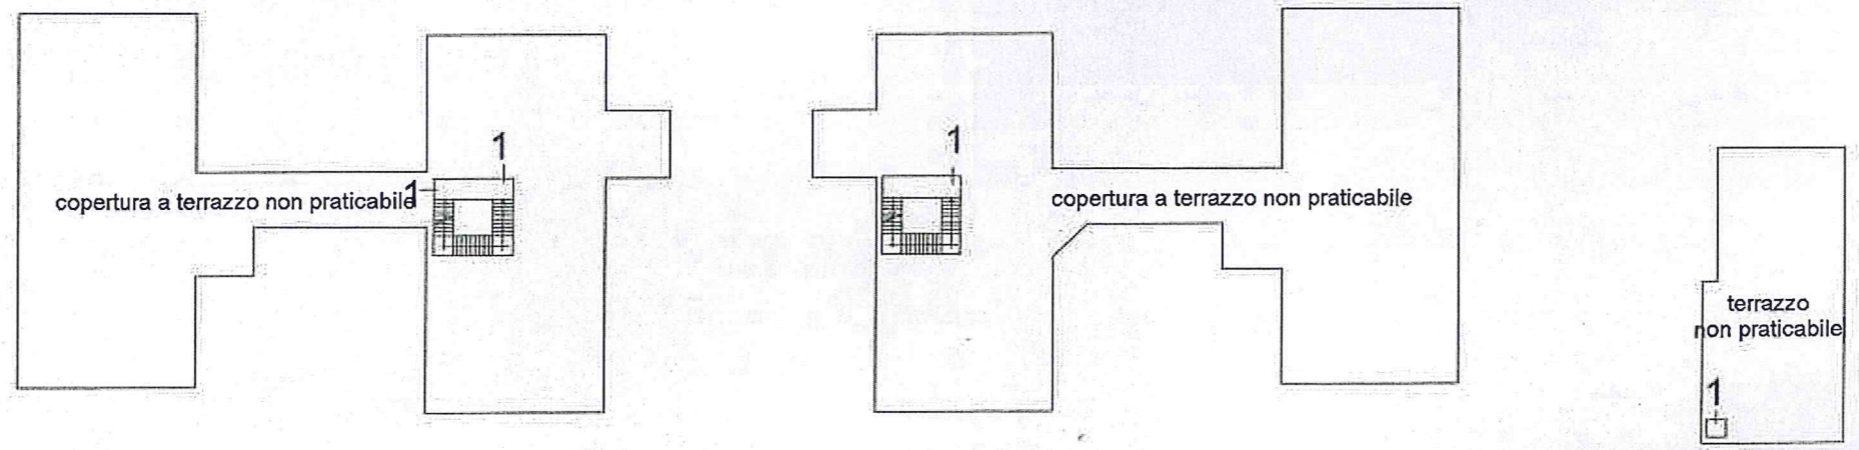 1
1
copertura a terrazzo non praticabile
1
copertura a terrazzo non praticabile
terrazzo
non praticabile
1